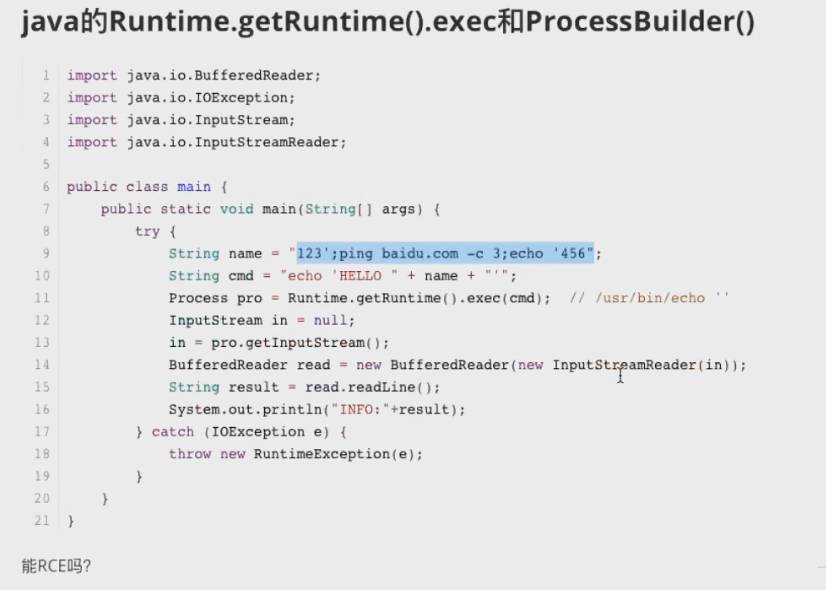 java的Runtime.getRuntime().exec和ProcessBuilder()
1 import java.io.BufferedReader;
2 import java.io.IOException;
3 import java.io.InputStream;
4 import java.io.InputStreamReader;
5
6 public class main {
7     public static void main(String[] args) {
8         try {
9             String name = "123';ping baidu.com -c 3;echo '456";
10             String cmd = "echo 'HELLO " + name + "'";
11             Process pro = Runtime.getRuntime().exec(cmd);  // /usr/bin/echo ''
12             InputStream in = null;
13             in = pro.getInputStream();
14             BufferedReader read = new BufferedReader(new InputStreamReader(in));
15             String result = read.readLine();
16             System.out.println("INFO:"+result);
17         } catch (IOException e) {
18             throw new RuntimeException(e);
19         }
20     }
21 }
能RCE吗?